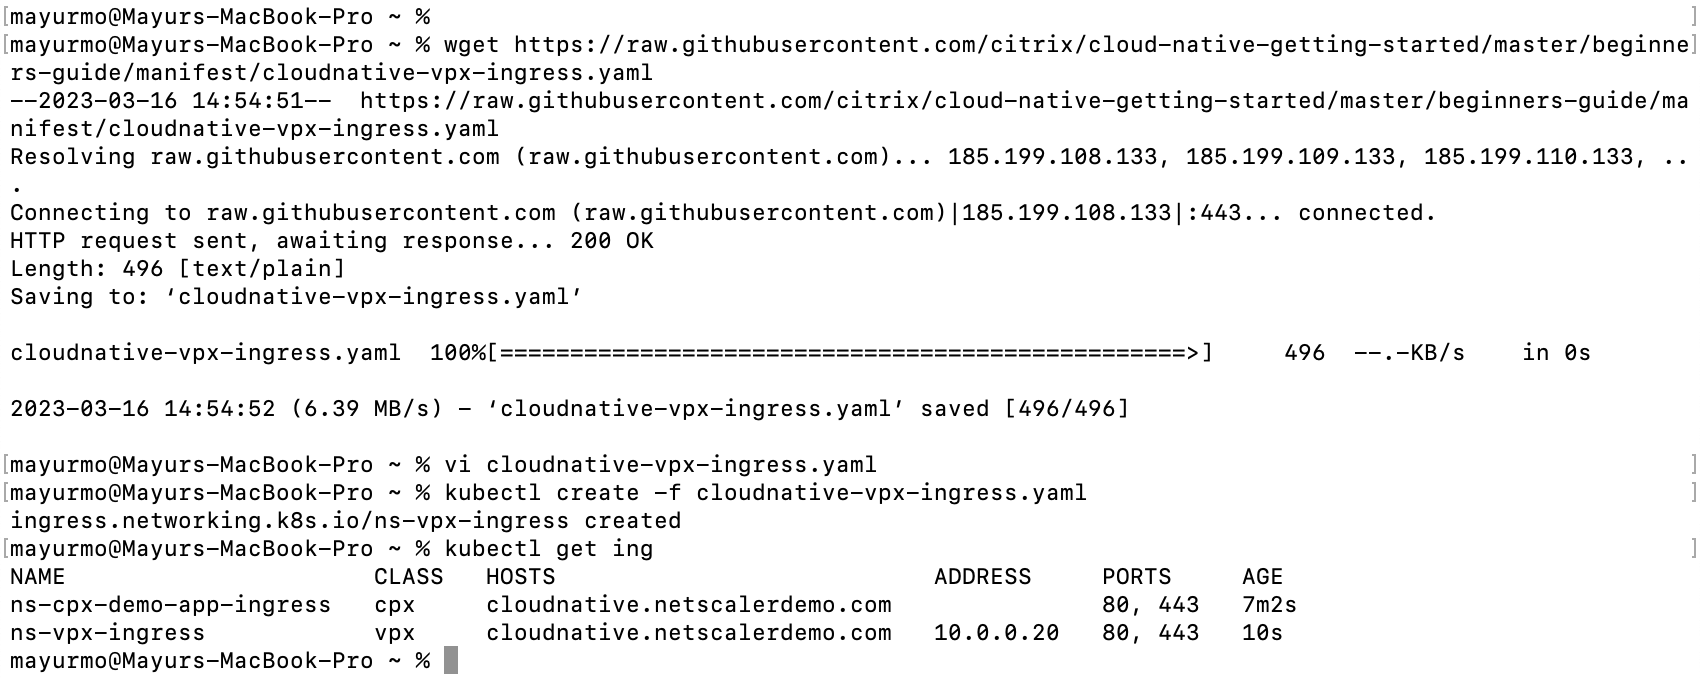 [mayurmo@Mayurs-MacBook-Pro ~ % ]
[mayurmo@Mayurs-MacBook-Pro ~ % wget https://raw.githubusercontent.com/citrix/cloud-native-getting-started/master/beginne]
rs-guide/manifest/cloudnative-vpx-ingress.yaml
--2023-03-16 14:54:51--  https://raw.githubusercontent.com/citrix/cloud-native-getting-started/master/beginners-guide/ma
nifest/cloudnative-vpx-ingress.yaml
Resolving raw.githubusercontent.com (raw.githubusercontent.com)... 185.199.108.133, 185.199.109.133, 185.199.110.133, ..
.
Connecting to raw.githubusercontent.com (raw.githubusercontent.com)|185.199.108.133|:443... connected.
HTTP request sent, awaiting response... 200 OK
Length: 496 [text/plain]
Saving to: ‘cloudnative-vpx-ingress.yaml’
cloudnative-vpx-ingress.yaml  100%[=================================================>]     496  --.-KB/s    in 0s
2023-03-16 14:54:52 (6.39 MB/s) - ‘cloudnative-vpx-ingress.yaml’ saved [496/496]
[mayurmo@Mayurs-MacBook-Pro ~ % vi cloudnative-vpx-ingress.yaml ]
[mayurmo@Mayurs-MacBook-Pro ~ % kubectl create -f cloudnative-vpx-ingress.yaml ]
ingress.networking.k8s.io/ns-vpx-ingress created
[mayurmo@Mayurs-MacBook-Pro ~ % kubectl get ing ]
NAME                      CLASS   HOSTS                           ADDRESS     PORTS     AGE
ns-cpx-demo-app-ingress   cpx     cloudnative.netscalerdemo.com               80, 443   7m2s
ns-vpx-ingress            vpx     cloudnative.netscalerdemo.com   10.0.0.20   80, 443   10s
mayurmo@Mayurs-MacBook-Pro ~ %